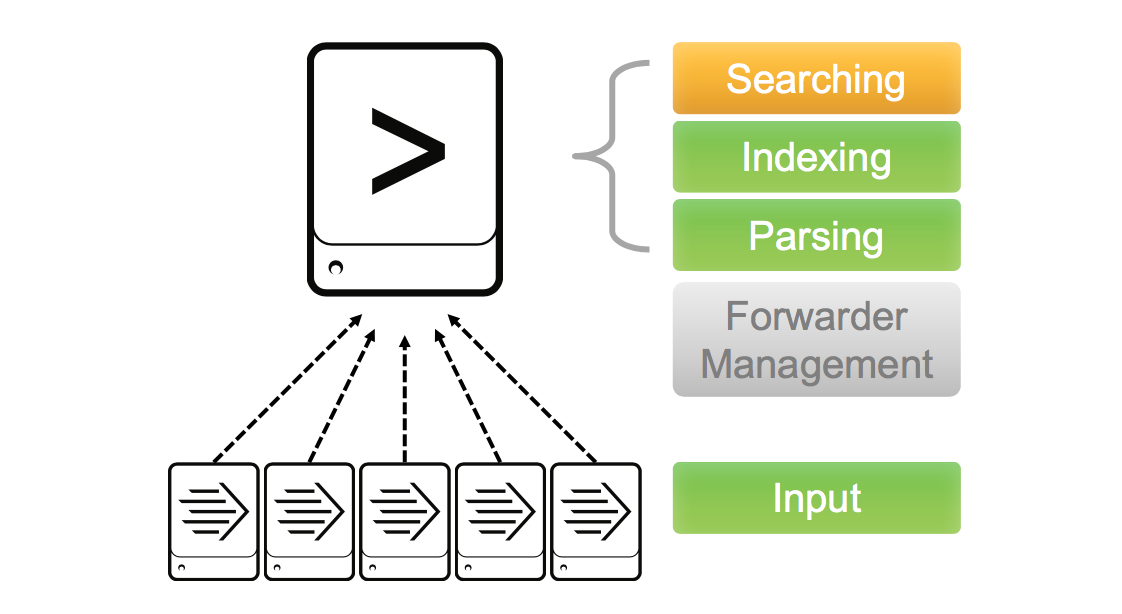 Searching
Indexing
Parsing
Forwarder
Management
Input